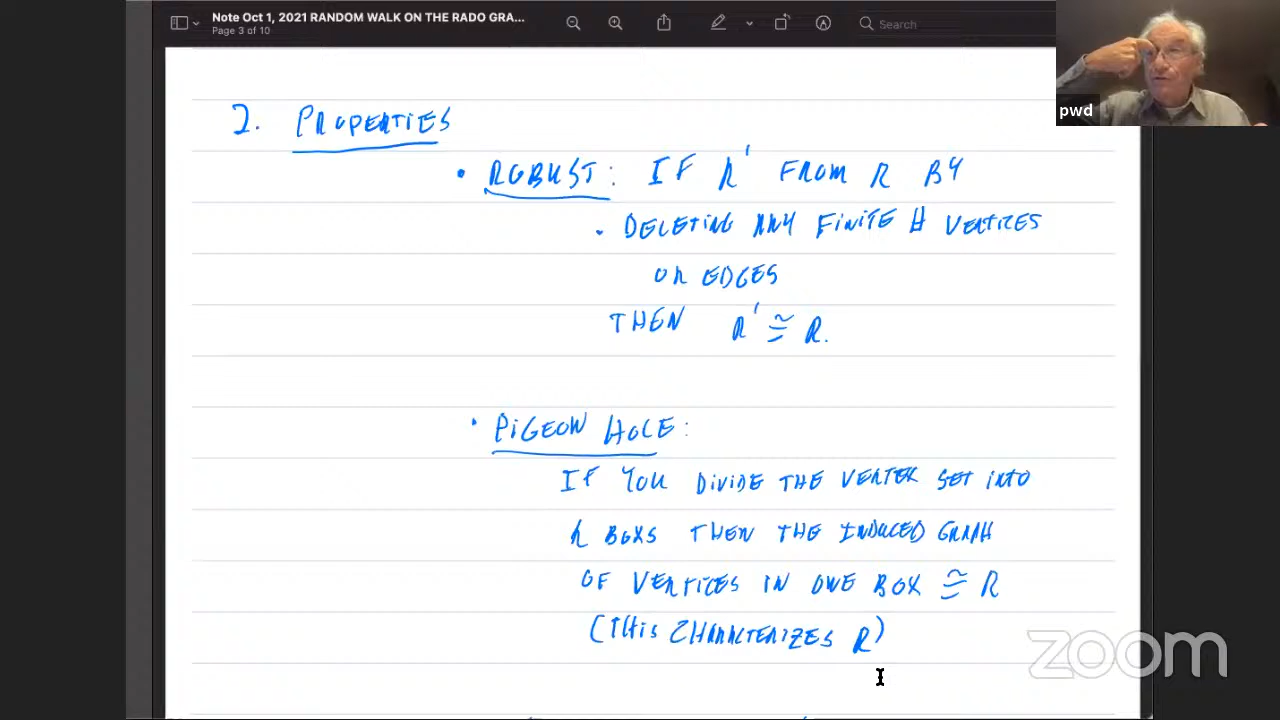 Note Oct 1, 2021 RANDOM WALK ON THE RADO GRA...
Page 3 of 10
Search
pwd
2. PROPERTIES
• ROBUST: IF R' FROM R BY
• DELETING ANY FINITE # VERTICES
OR EDGES
THEN R' ≅ R.
• PIGEON HOLE:
IF YOU DIVIDE THE VERTEX SET INTO
k BOXS THEN THE INDUCED GRAPH
OF VERTICES IN ONE BOX ≅ R
(THIS CHARACTERIZES R)
zoom